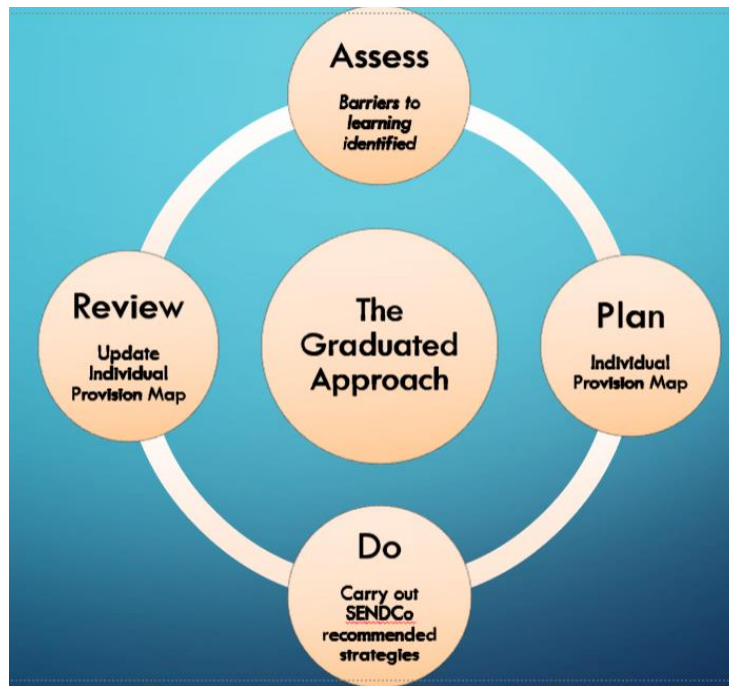 Assess
Barriers to
learning
identified
Review
Update
Individual
Provision Map
The
Graduated
Approach
Plan
Individual
Provision Map
Do
Carry out
SENDCo
recommended
strategies